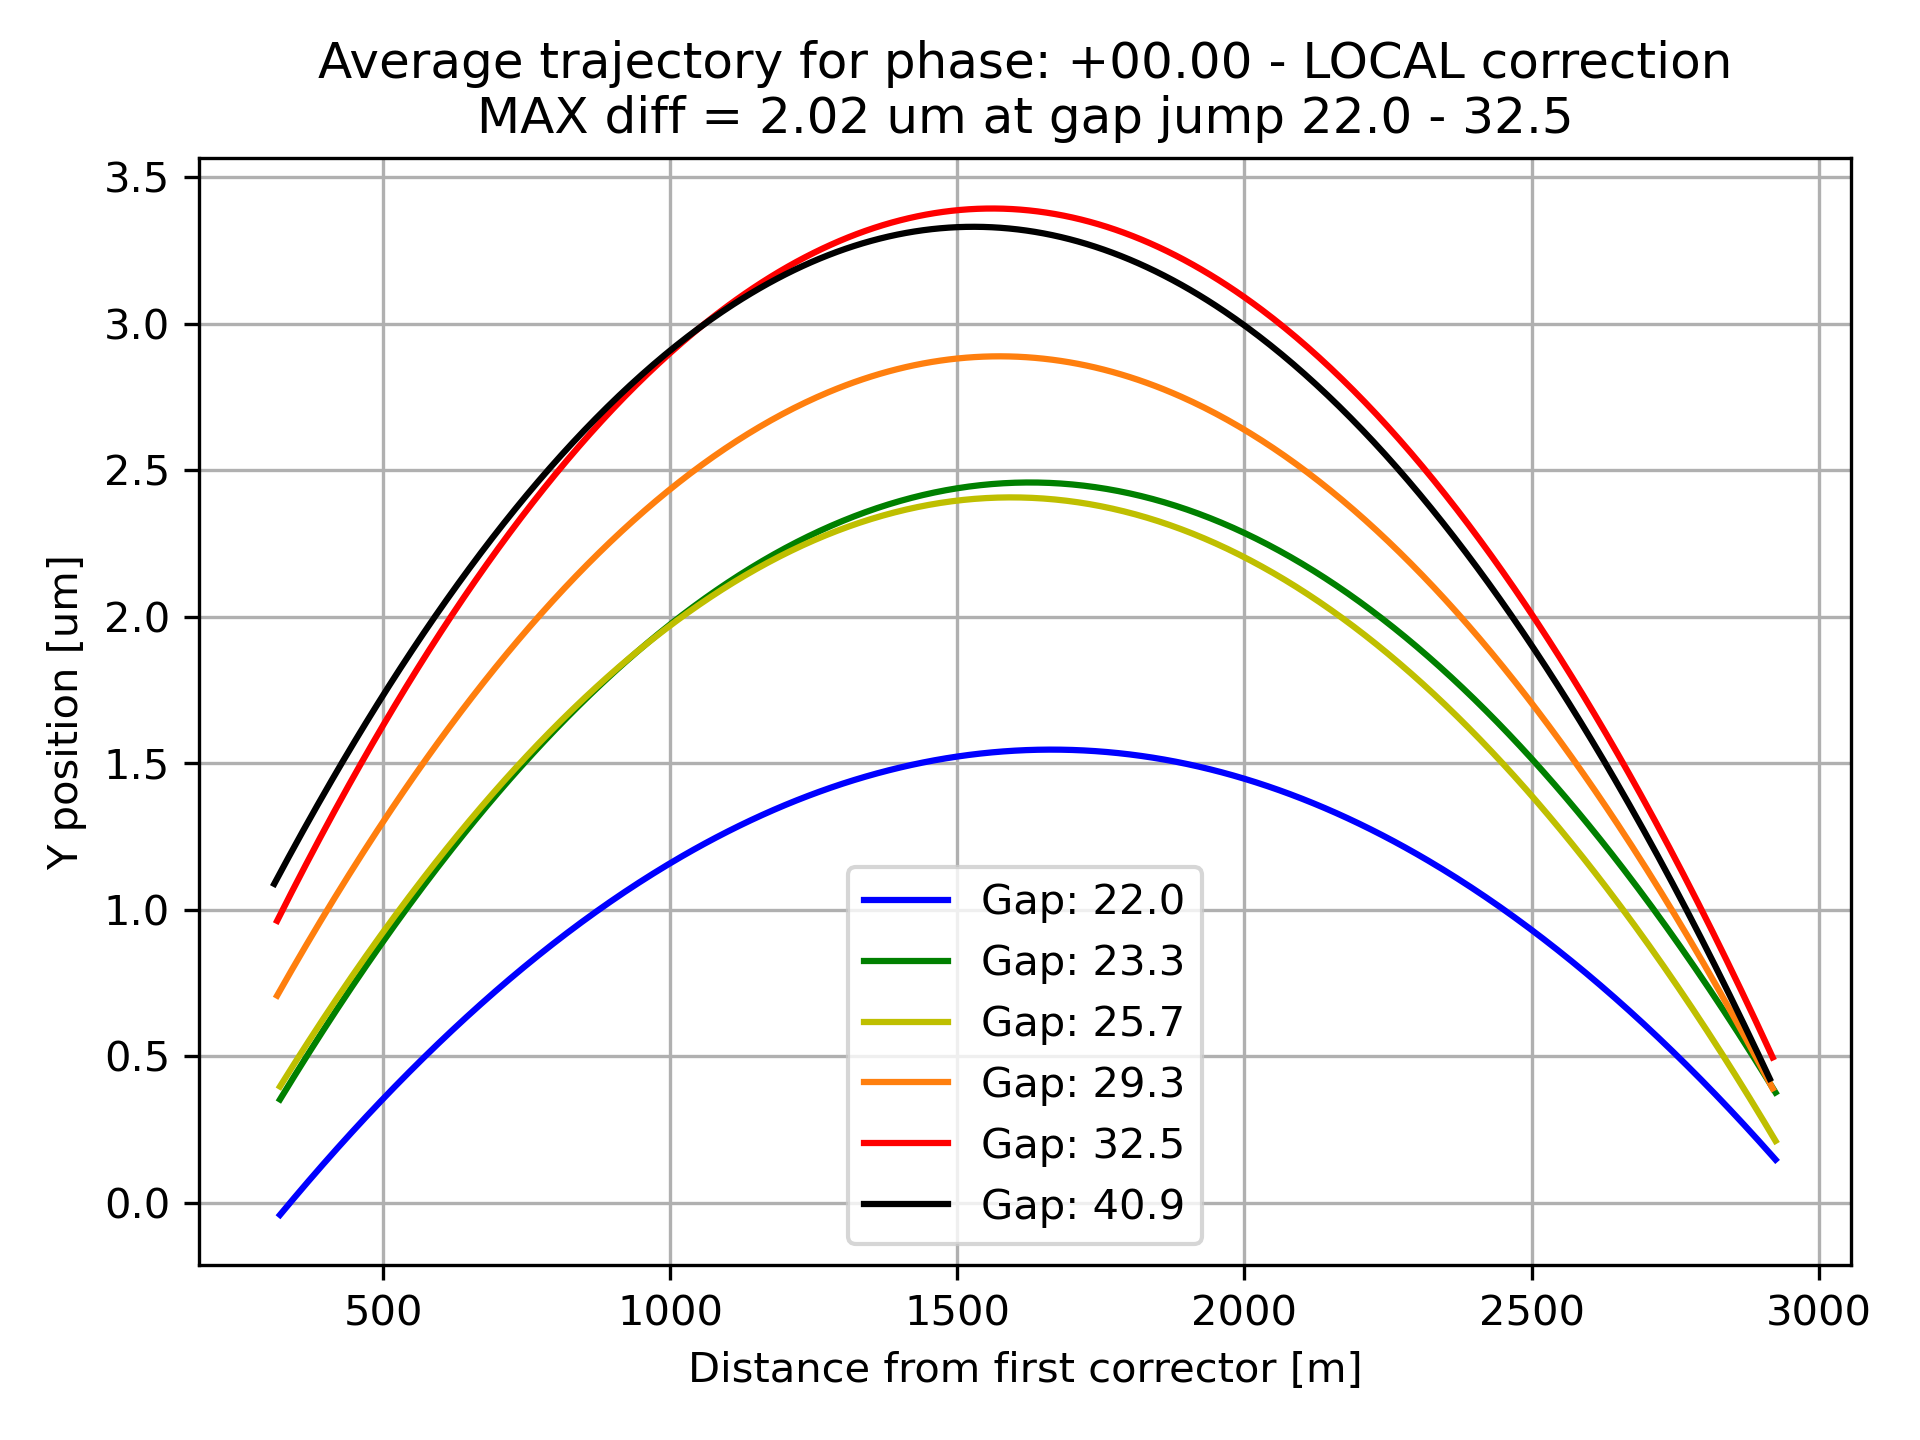 Average trajectory for phase: +00.00 - LOCAL correction
MAX diff = 2.02 um at gap jump 22.0 - 32.5
3.5
3.0
2.5
2.0
1.5
1.0
0.5
0.0
Y position [um]
Gap: 22.0
Gap: 23.3
Gap: 25.7
Gap: 29.3
Gap: 32.5
Gap: 40.9
500 1000 1500 2000 2500 3000
Distance from first corrector [m]